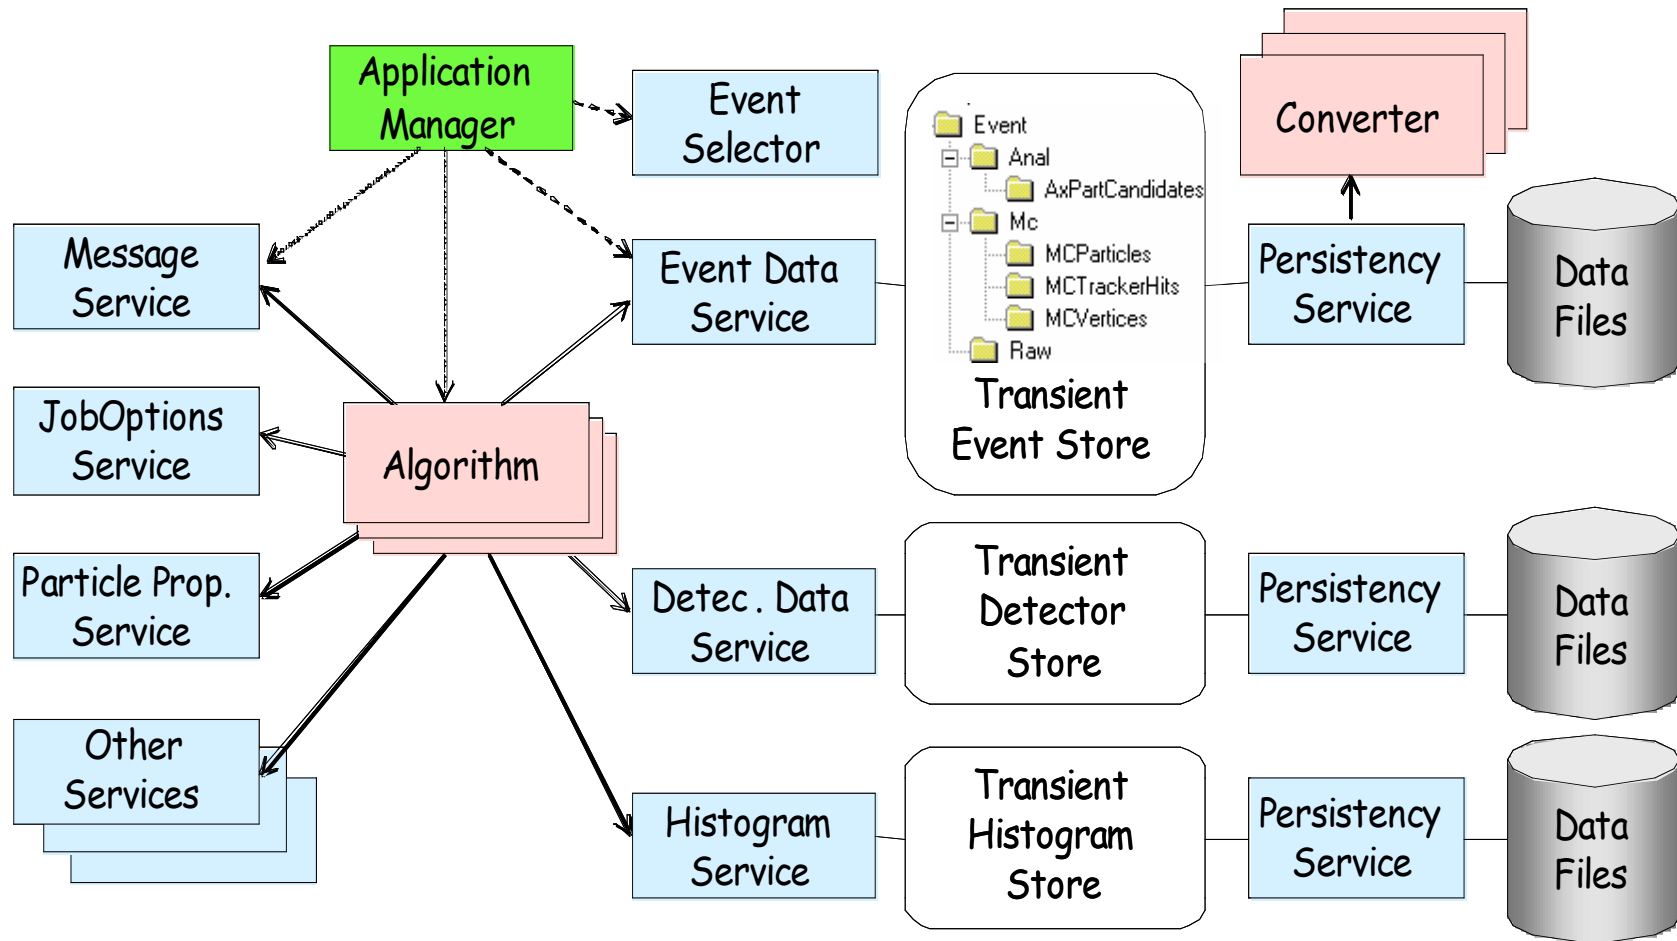 Application
Manager
Event
Selector
Event
Anal
AxPartCandidates
Mc
MCParticles
MCTrackerHits
MCVertices
Raw
Transient
Event Store
Converter
Message
Service
Event Data
Service
Persistency
Service
Data
Files
JobOptions
Service
Algorithm
Particle Prop.
Service
Detec. Data
Service
Transient
Detector
Store
Persistency
Service
Data
Files
Other
Services
Histogram
Service
Transient
Histogram
Store
Persistency
Service
Data
Files